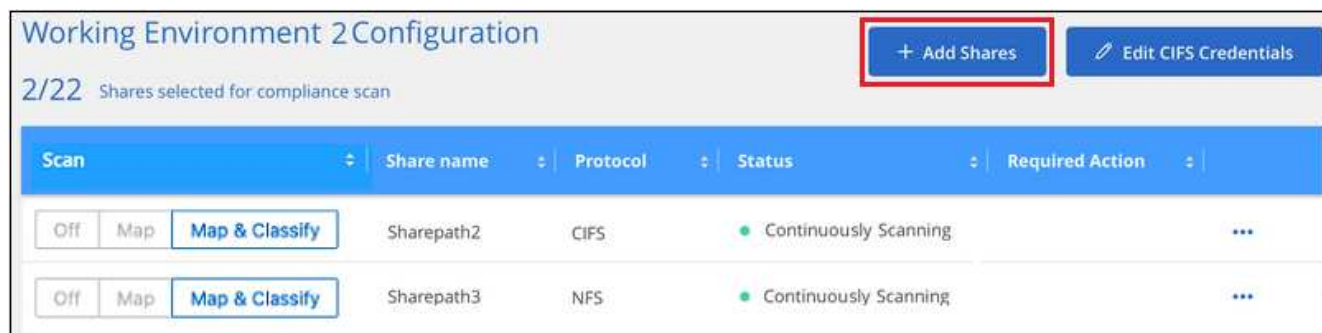 Working Environment 2 Configuration
+ Add Shares
Edit CIFS Credentials
2/22 Shares selected for compliance scan
Scan Share name Protocol Status Required Action
Off Map Map & Classify Sharepath2 CIFS Continuously Scanning •••
Off Map Map & Classify Sharepath3 NFS Continuously Scanning •••